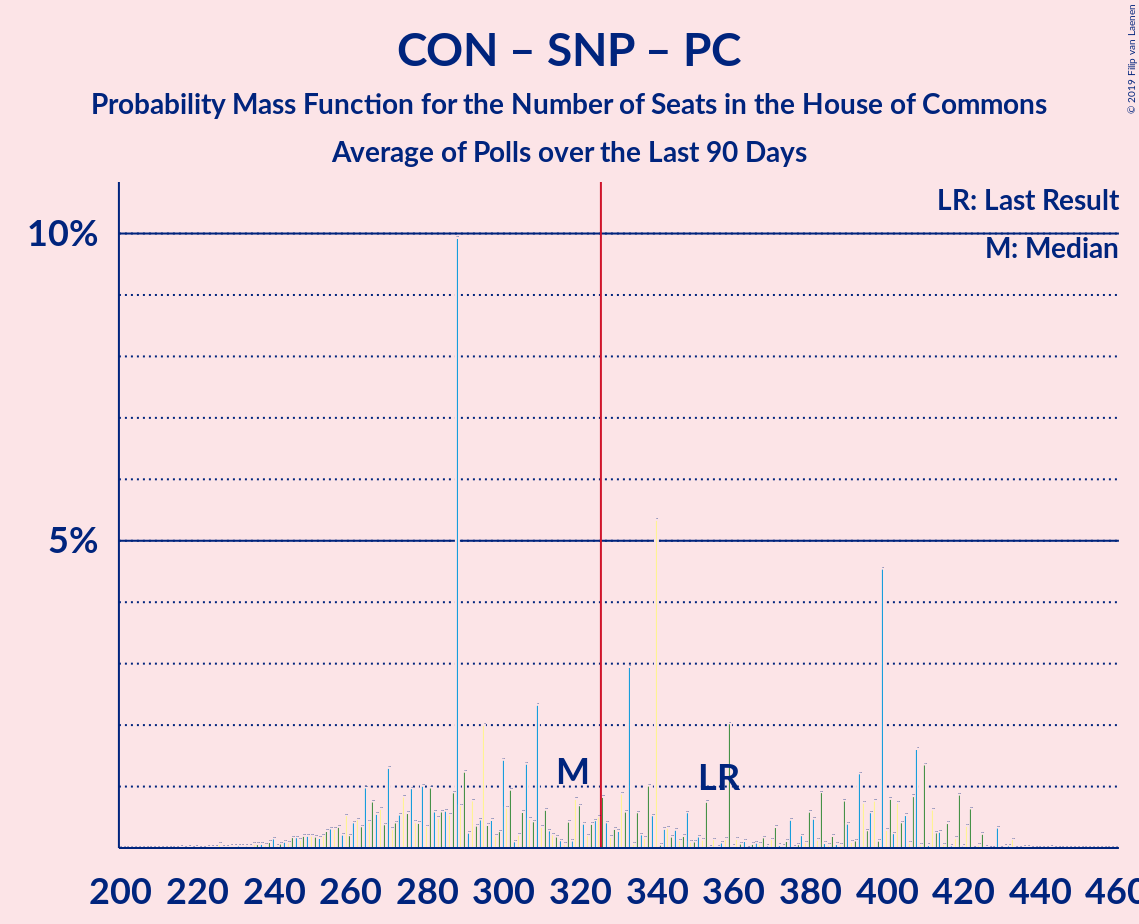 CON – SNP – PC
Probability Mass Function for the Number of Seats in the House of Commons
Average of Polls over the Last 90 Days
© 2019 Filip van Laenen
LR: Last Result
M: Median
10%
5%
M
LR
200 220 240 260 280 300 320 340 360 380 400 420 440 460